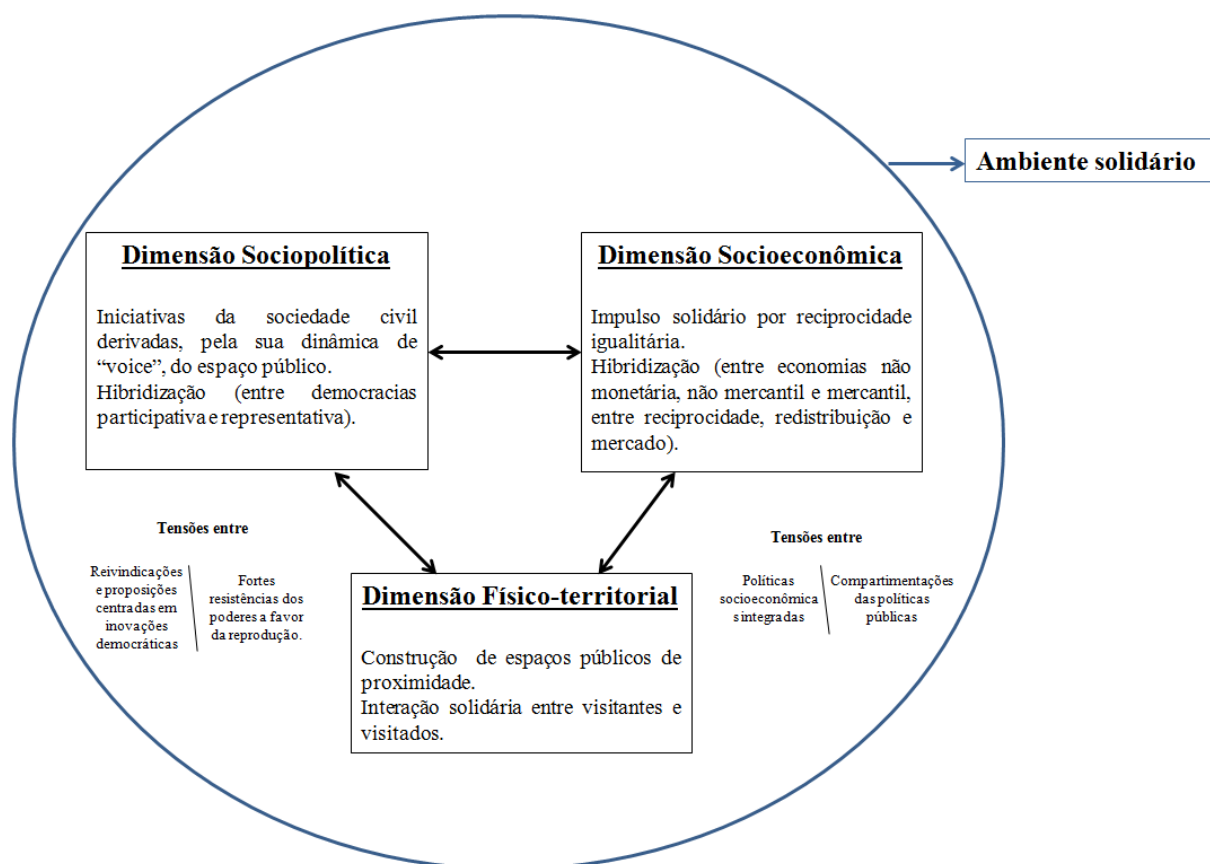 Ambiente solidário
Dimensão Sociopolítica
Iniciativas da sociedade civil
derivadas, pela sua dinâmica de
“voice”, do espaço público.
Hibridização (entre democracias
participativa e representativa).
Dimensão Socioeconômica
Impulso solidário por reciprocidade
igualitária.
Hibridização (entre economias não
monetária, não mercantil e mercantil,
entre reciprocidade, redistribuição e
mercado).
Tensões entre
Reivindicações
e proposições
centradas em
inovações
democráticas
Fortes
resistências dos
poderes a favor
da reprodução.
Tensões entre
Políticas
socioeconômica
s integradas
Compartimentações
das políticas
públicas
Dimensão Físico-territorial
Construção de espaços públicos de
proximidade.
Interação solidária entre visitantes e
visitados.